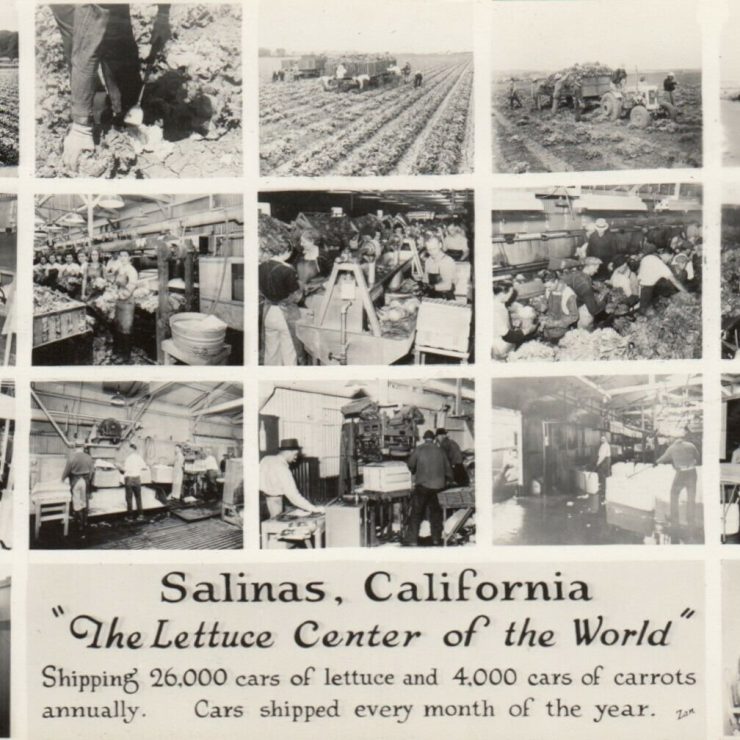 Salinas, California
"The Lettuce Center of the World"
Shipping 26,000 cars of lettuce and 4,000 cars of carrots
annually. Cars shipped every month of the year. Zan